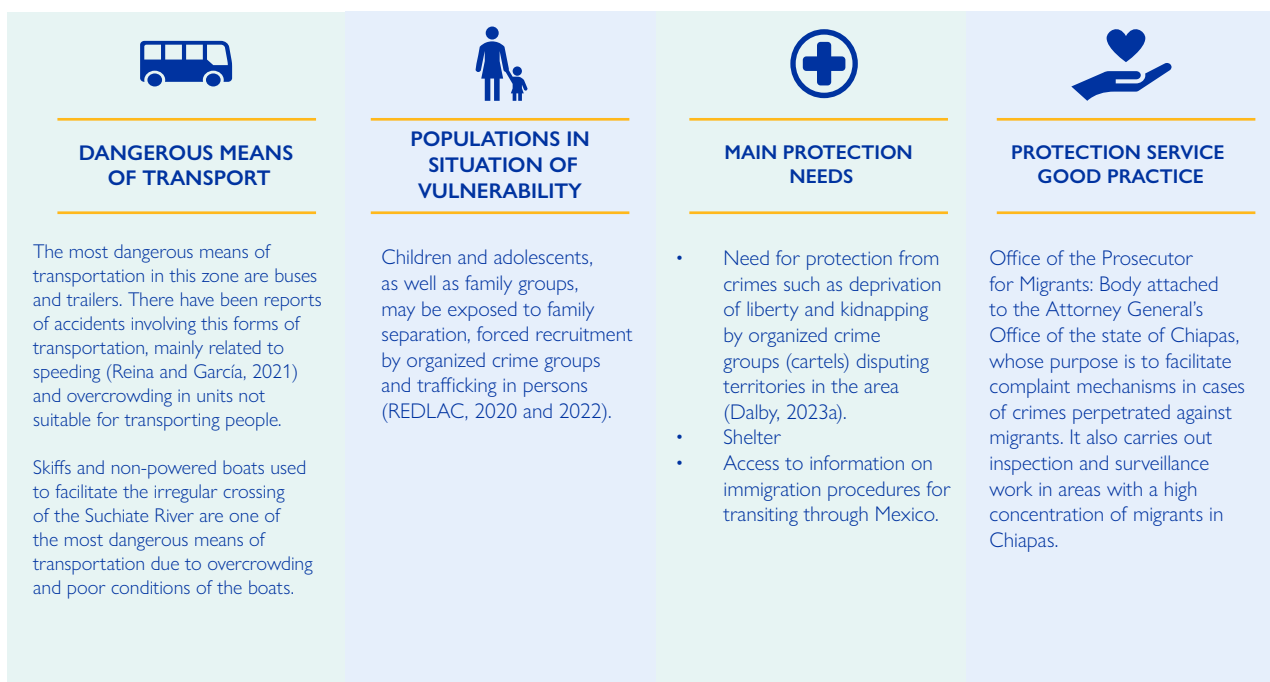 DANGEROUS MEANS
OF TRANSPORT
The most dangerous means of
transportation in this zone are buses
and trailers. There have been reports
of accidents involving this forms of
transportation, mainly related to
speeding (Reina and García, 2021)
and overcrowding in units not
suitable for transporting people.
Skiffs and non-powered boats used
to facilitate the irregular crossing
of the Suchiate River are one of
the most dangerous means of
transportation due to overcrowding
and poor conditions of the boats.
POPULATIONS IN
SITUATION OF
VULNERABILITY
Children and adolescents,
as well as family groups,
may be exposed to family
separation, forced recruitment
by organized crime groups
and trafficking in persons
(REDLAC, 2020 and 2022).
MAIN PROTECTION
NEEDS
• Need for protection from
crimes such as deprivation
of liberty and kidnapping
by organized crime
groups (cartels) disputing
territories in the area
(Dalby, 2023a).
• Shelter
• Access to information on
immigration procedures for
transiting through Mexico.
PROTECTION SERVICE
GOOD PRACTICE
Office of the Prosecutor
for Migrants: Body attached
to the Attorney General's
Office of the state of Chiapas,
whose purpose is to facilitate
complaint mechanisms in cases
of crimes perpetrated against
migrants. It also carries out
inspection and surveillance
work in areas with a high
concentration of migrants in
Chiapas.